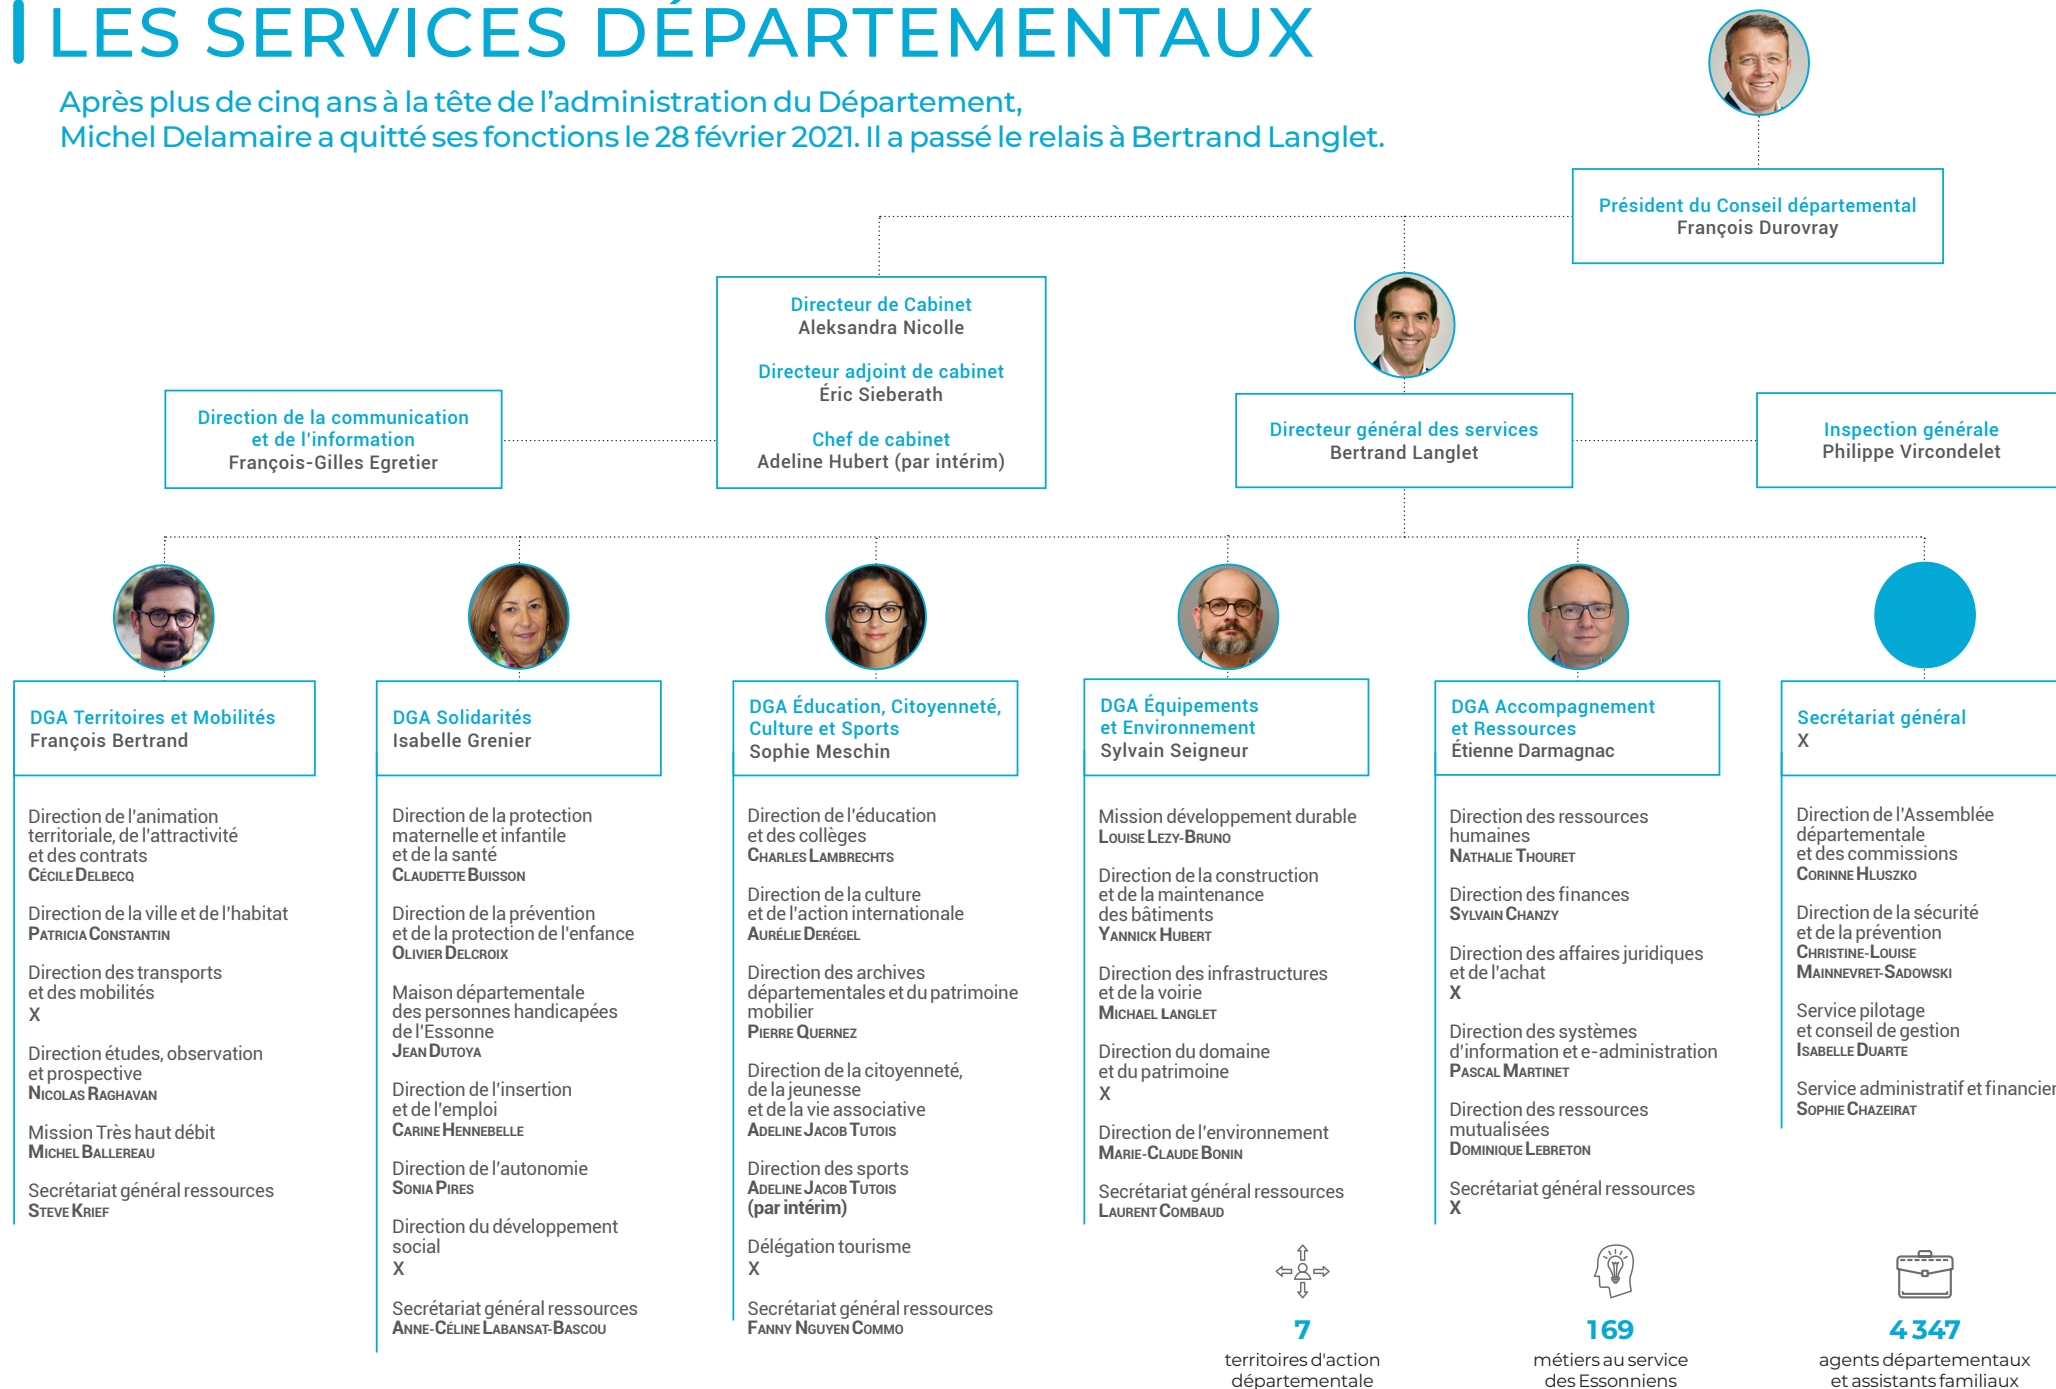 LES SERVICES DÉPARTEMENTAUX
Après plus de cinq ans à la tête de l'administration du Département,
Michel Delamaire a quitté ses fonctions le 28 février 2021. Il a passé le relais à Bertrand Langlet.
Président du Conseil départemental
François Durovray
Directeur de Cabinet
Aleksandra Nicolle
Directeur adjoint de cabinet
Éric Sieberath
Chef de cabinet
Adeline Hubert (par intérim)
Direction de la communication
et de l'information
François-Gilles Egretier
Directeur général des services
Bertrand Langlet
Inspection générale
Philippe Vircondelet
DGA Territoires et Mobilités
François Bertrand
Direction de l'animation
territoriale, de l'attractivité
et des contrats
Cécile Delbecq
Direction de la ville et de l'habitat
Patricia Constantin
Direction des transports
et des mobilités
X
Direction études, observation
et prospective
Nicolas Raghavan
Mission Très haut débit
Michel Ballereau
Secrétariat général ressources
Steve Krief
DGA Solidarités
Isabelle Grenier
Direction de la protection
maternelle et infantile
et de la santé
Claudette Buisson
Direction de la prévention
et de la protection de l'enfance
Olivier Delcroix
Maison départementale
des personnes handicapées
de l'Essonne
Jean Dutoya
Direction de l'insertion
et de l'emploi
Carine Hennebelle
Direction de l'autonomie
Sonia Pires
Direction du développement
social
X
Secrétariat général ressources
Anne-Céline Labansat-Bascou
DGA Éducation, Citoyenneté,
Culture et Sports
Sophie Meschin
Direction de l'éducation
et des collèges
Charles Lambrechts
Direction de la culture
et de l'action internationale
Aurélie Derégel
Direction des archives
départementales et du patrimoine
mobilier
Pierre Quernez
Direction de la citoyenneté,
de la jeunesse
et de la vie associative
Adeline Jacob Tutois
Direction des sports
Adeline Jacob Tutois
(par intérim)
Délégation tourisme
X
Secrétariat général ressources
Fanny Nguyen Commo
DGA Équipements
et Environnement
Sylvain Seigneur
Mission développement durable
Louise Lezy-Bruno
Direction de la construction
et de la maintenance
des bâtiments
Yannick Hubert
Direction des infrastructures
et de la voirie
Michael Langlet
Direction du domaine
et du patrimoine
X
Direction de l'environnement
Marie-Claude Bonin
Secrétariat général ressources
Laurent Combaud
DGA Accompagnement
et Ressources
Étienne Darmagnac
Direction des ressources
humaines
Nathalie Thouret
Direction des finances
Sylvain Chanzy
Direction des affaires juridiques
et de l'achat
X
Direction des systèmes
d'information et e-administration
Pascal Martinet
Direction des ressources
mutualisées
Dominique Lebreton
Secrétariat général ressources
X
Secrétariat général
X
Direction de l'Assemblée
départementale
et des commissions
Corinne Hluszko
Direction de la sécurité
et de la prévention
Christine-Louise
Mainnevret-Sadowski
Service pilotage
et conseil de gestion
Isabelle Duarte
Service administratif et financier
Sophie Chazeirat
7
territoires d'action
départementale
169
métiers au service
des Essonniens
4 347
agents départementaux
et assistants familiaux